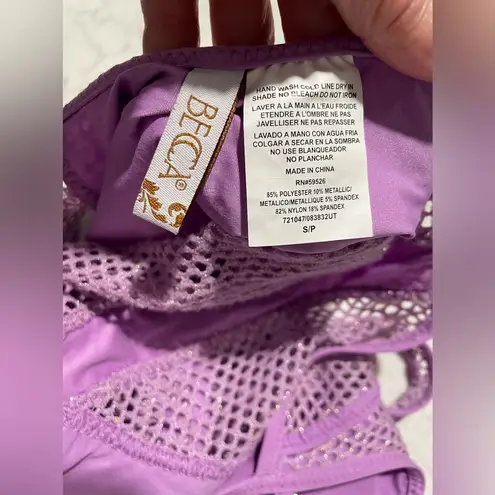 BECCA®
HAND WASH COLD LINE DRY IN
SHADE NO BLEACH DO NOT IRON
LAVER A LA MAIN A L'EAU FROIDE
ETENDRE A L'OMBRE NE PAS
JAVELLISER NE PAS REPASSER
LAVADO A MANO CON AGUA FRIA
COLGAR A SECAR EN LA SOMBRA
NO USE BLANQUEADOR
NO PLANCHAR
MADE IN CHINA
RN#59526
85% POLYESTER 10% METALLIC/
METALICO/METALLIQUE 5% SPANDEX
82% NYLON 18% SPANDEX
721047/083832UT
S/P